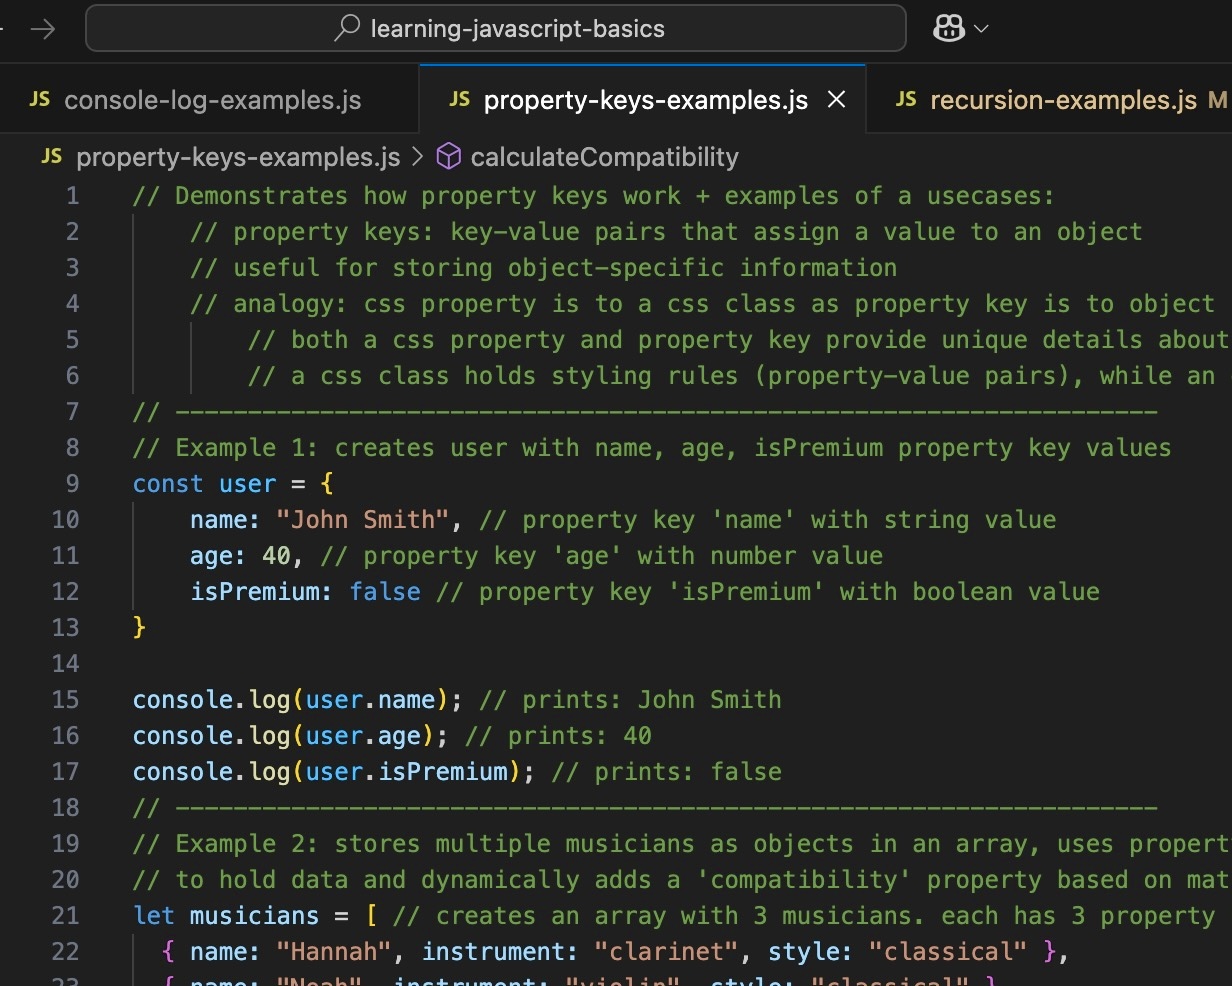 learning-javascript-basics
JS console-log-examples.js
JS property-keys-examples.js
JS recursion-examples.js M
JS property-keys-examples.js > calculateCompatibility
1 // Demonstrates how property keys work + examples of a usecases:
2 // property keys: key-value pairs that assign a value to an object
3 // useful for storing object-specific information
4 // analogy: css property is to a css class as property key is to object
5 // both a css property and property key provide unique details about
6 // a css class holds styling rules (property-value pairs), while an
7 // --------------------------------------------------------------------
8 // Example 1: creates user with name, age, isPremium property key values
9 const user = {
10 name: "John Smith", // property key 'name' with string value
11 age: 40, // property key 'age' with number value
12 isPremium: false // property key 'isPremium' with boolean value
13 }
14
15 console.log(user.name); // prints: John Smith
16 console.log(user.age); // prints: 40
17 console.log(user.isPremium); // prints: false
18 // --------------------------------------------------------------------
19 // Example 2: stores multiple musicians as objects in an array, uses propert
20 // to hold data and dynamically adds a 'compatibility' property based on mat
21 let musicians = [ // creates an array with 3 musicians. each has 3 property
22 { name: "Hannah", instrument: "clarinet", style: "classical" },
23 { name: "Noah", instrument: "violin", style: "classical" }